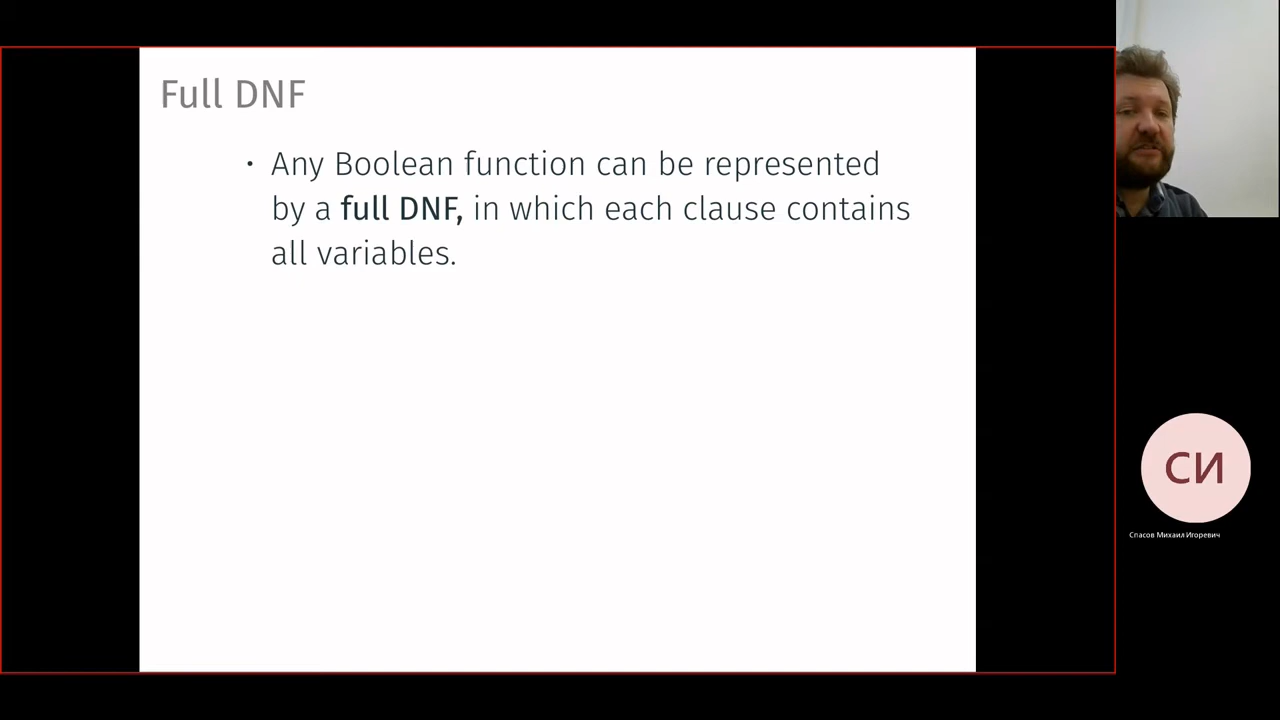 Full DNF
• Any Boolean function can be represented
by a full DNF, in which each clause contains
all variables.
СИ
Спасов Михаил Игоревич